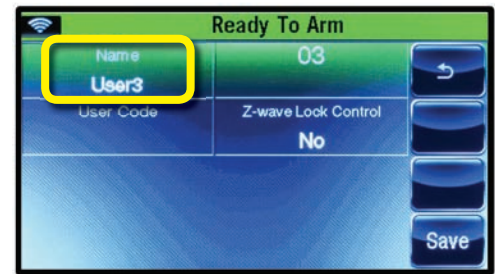 Ready To Arm
Name
03
User3
User Code
Z-wave Lock Control
No
Save